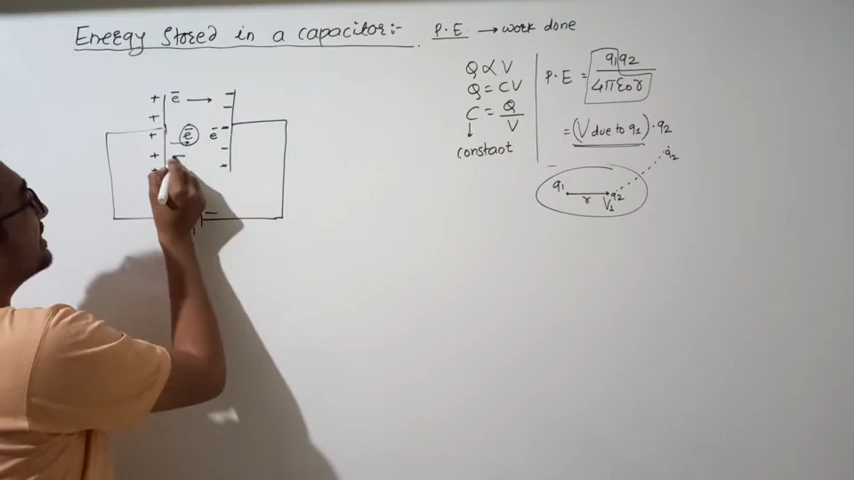 Energy Stored in a capacitor:- P.E → work done
Q ∝ V
Q = CV
C = Q/V
↓
constant
P.E = q1q2/4πε0r
= (V due to q1) · q2
q1 r V1 q2 q2
+ e̅ → -
+ -
+ e̅ e̅ -
+ -
+ -